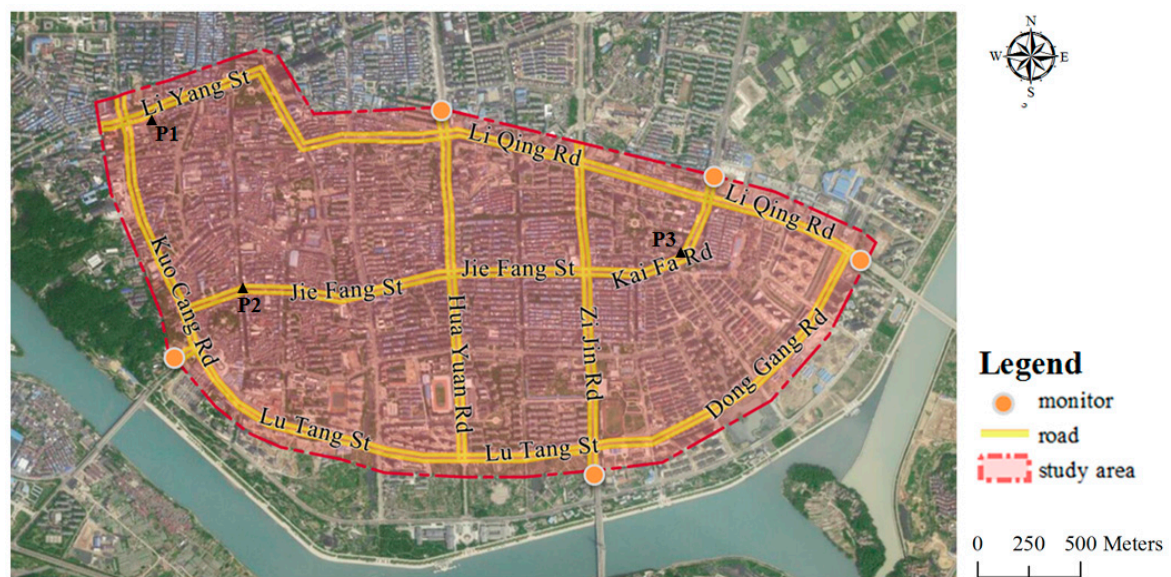 N
W E
S
Li Yang St
P1
Li Qing Rd
Li Qing Rd
P3
Kuo Cang Rd
Jie Fang St
Kai Fa Rd
Jie Fang St
P2
Hua Yuan Rd
Zi Jin Rd
Dong Gang Rd
Lu Tang St
Lu Tang St
Legend
monitor
road
study area
0 250 500 Meters